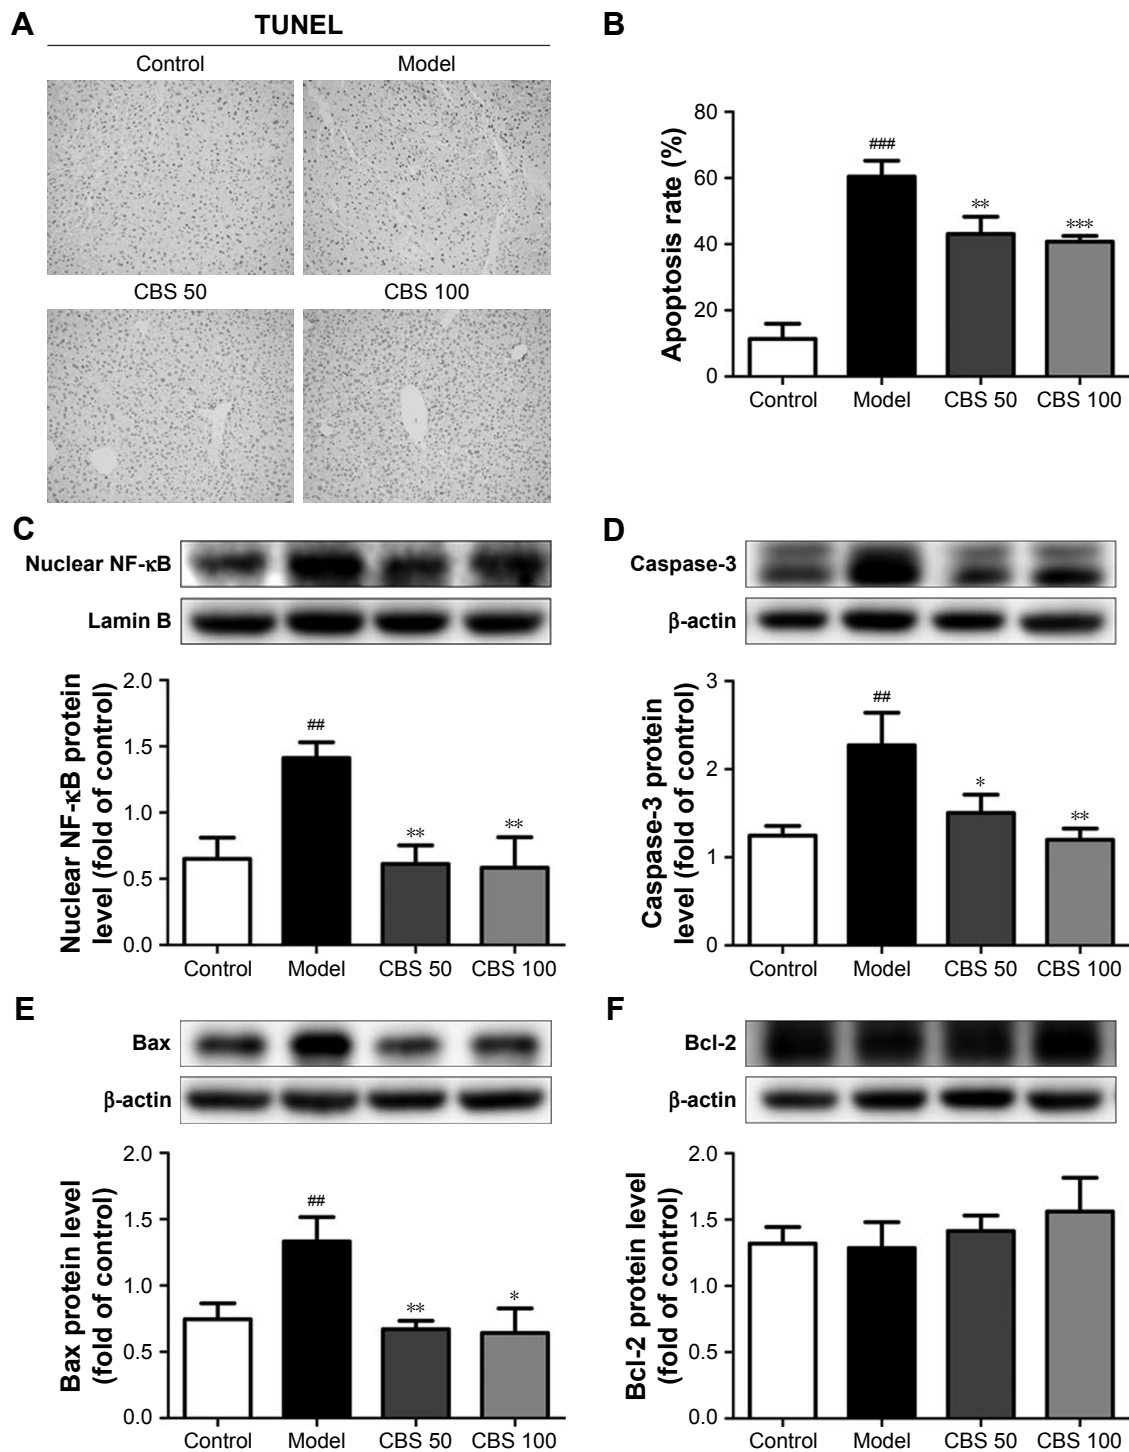 A
TUNEL
Control
Model
CBS 50
CBS 100
B
Apoptosis rate (%)
80
60
40
20
0
###
**
***
Control
Model
CBS 50
CBS 100
C
Nuclear NF-κB
Lamin B
Nuclear NF-κB protein
level (fold of control)
2.0
1.5
1.0
0.5
0.0
##
**
**
Control
Model
CBS 50
CBS 100
D
Caspase-3
β-actin
Caspase-3 protein
level (fold of control)
3
2
1
0
##
*
**
Control
Model
CBS 50
CBS 100
E
Bax
β-actin
Bax protein level
(fold of control)
2.0
1.5
1.0
0.5
0.0
##
**
*
Control
Model
CBS 50
CBS 100
F
Bcl-2
β-actin
Bcl-2 protein level
(fold of control)
2.0
1.5
1.0
0.5
0.0
Control
Model
CBS 50
CBS 100